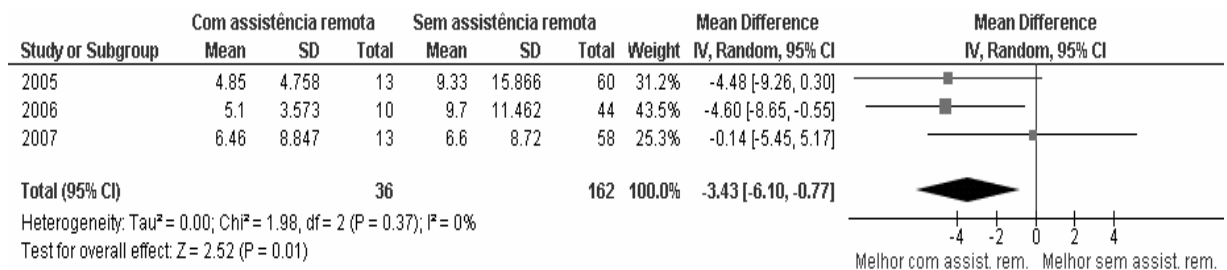 Com assistência remota Sem assistência remota Mean Difference Mean Difference
Study or Subgroup Mean SD Total Mean SD Total Weight IV, Random, 95% CI IV, Random, 95% CI
2005 4.85 4.758 13 9.33 15.866 60 31.2% -4.48 [-9.26, 0.30]
2006 5.1 3.573 10 9.7 11.462 44 43.5% -4.60 [-8.65, -0.55]
2007 6.46 8.847 13 6.6 8.72 58 25.3% -0.14 [-5.45, 5.17]
Total (95% CI) 36 162 100.0% -3.43 [-6.10, -0.77]
Heterogeneity: Tau² = 0.00; Chi² = 1.98, df = 2 (P = 0.37); I² = 0%
Test for overall effect: Z = 2.52 (P = 0.01)
-4 -2 0 2 4
Melhor com assist. rem. Melhor sem assist. rem.